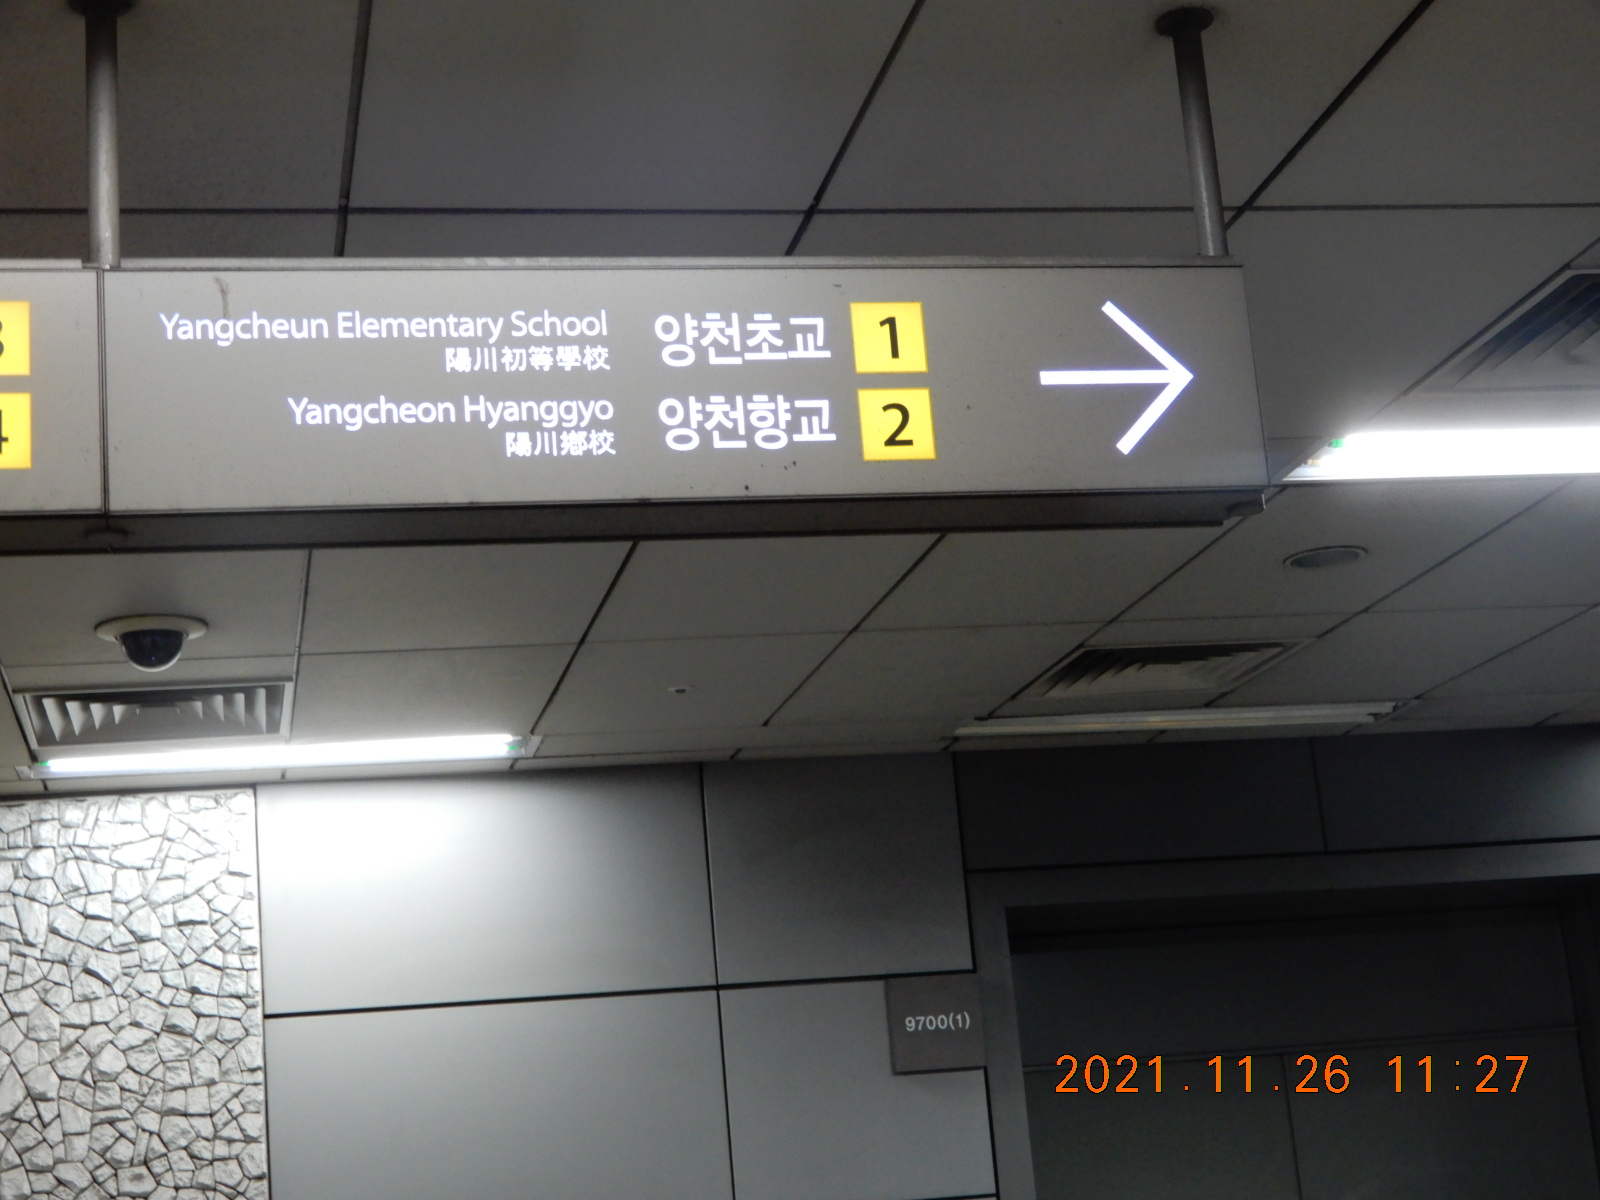 Yangcheun Elementary School 양천초교 1
陽川初等學校
Yangcheon Hyanggyo 양천향교 2
陽川鄕校
9700(1)
2021.11.26 11:27